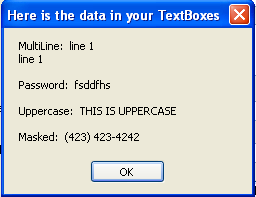 Here is the data in your TextBoxes
MultiLine: line 1
line 1
Password: fsddfhs
Uppercase: THIS IS UPPERCASE
Masked: (423) 423-4242
OK